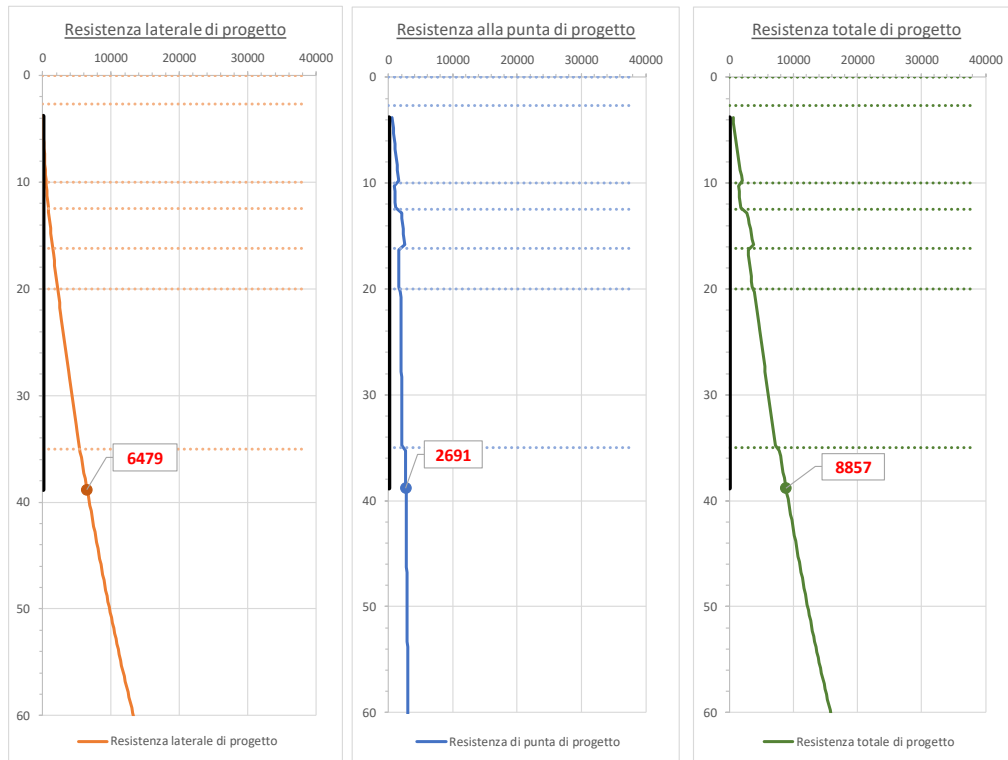 Resistenza laterale di progetto
0 10000 20000 30000 40000
0
10
20
30
40
50
60
6479
Resistenza laterale di progetto
Resistenza alla punta di progetto
0 10000 20000 30000 40000
0
10
20
30
40
50
60
2691
Resistenza di punta di progetto
Resistenza totale di progetto
0 10000 20000 30000 40000
0
10
20
30
40
50
60
8857
Resistenza totale di progetto